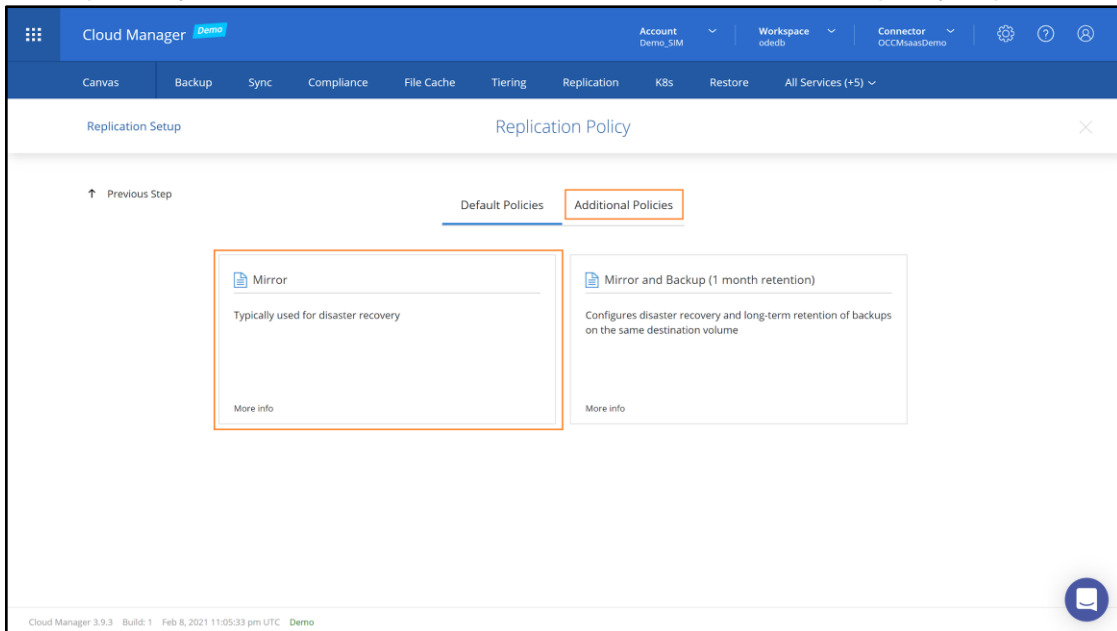 Cloud Manager Demo
Account
Demo_SIM
Workspace
odedb
Connector
OCCMsaasDemo
Canvas Backup Sync Compliance File Cache Tiering Replication K8s Restore All Services (+5)
Replication Setup
Replication Policy
↑ Previous Step
Default Policies
Additional Policies
Mirror
Typically used for disaster recovery
More info
Mirror and Backup (1 month retention)
Configures disaster recovery and long-term retention of backups
on the same destination volume
More info
Cloud Manager 3.9.3 Build: 1 Feb 8, 2021 11:05:33 pm UTC Demo